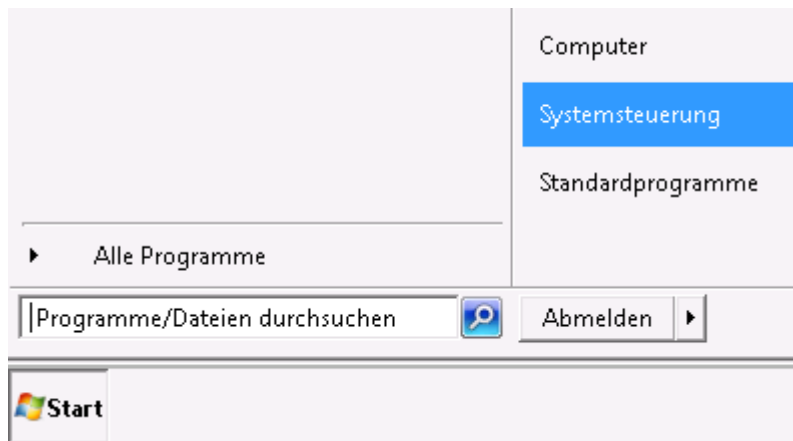 Computer
Systemsteuerung
Standardprogramme
Alle Programme
Programme/Dateien durchsuchen
Abmelden
Start